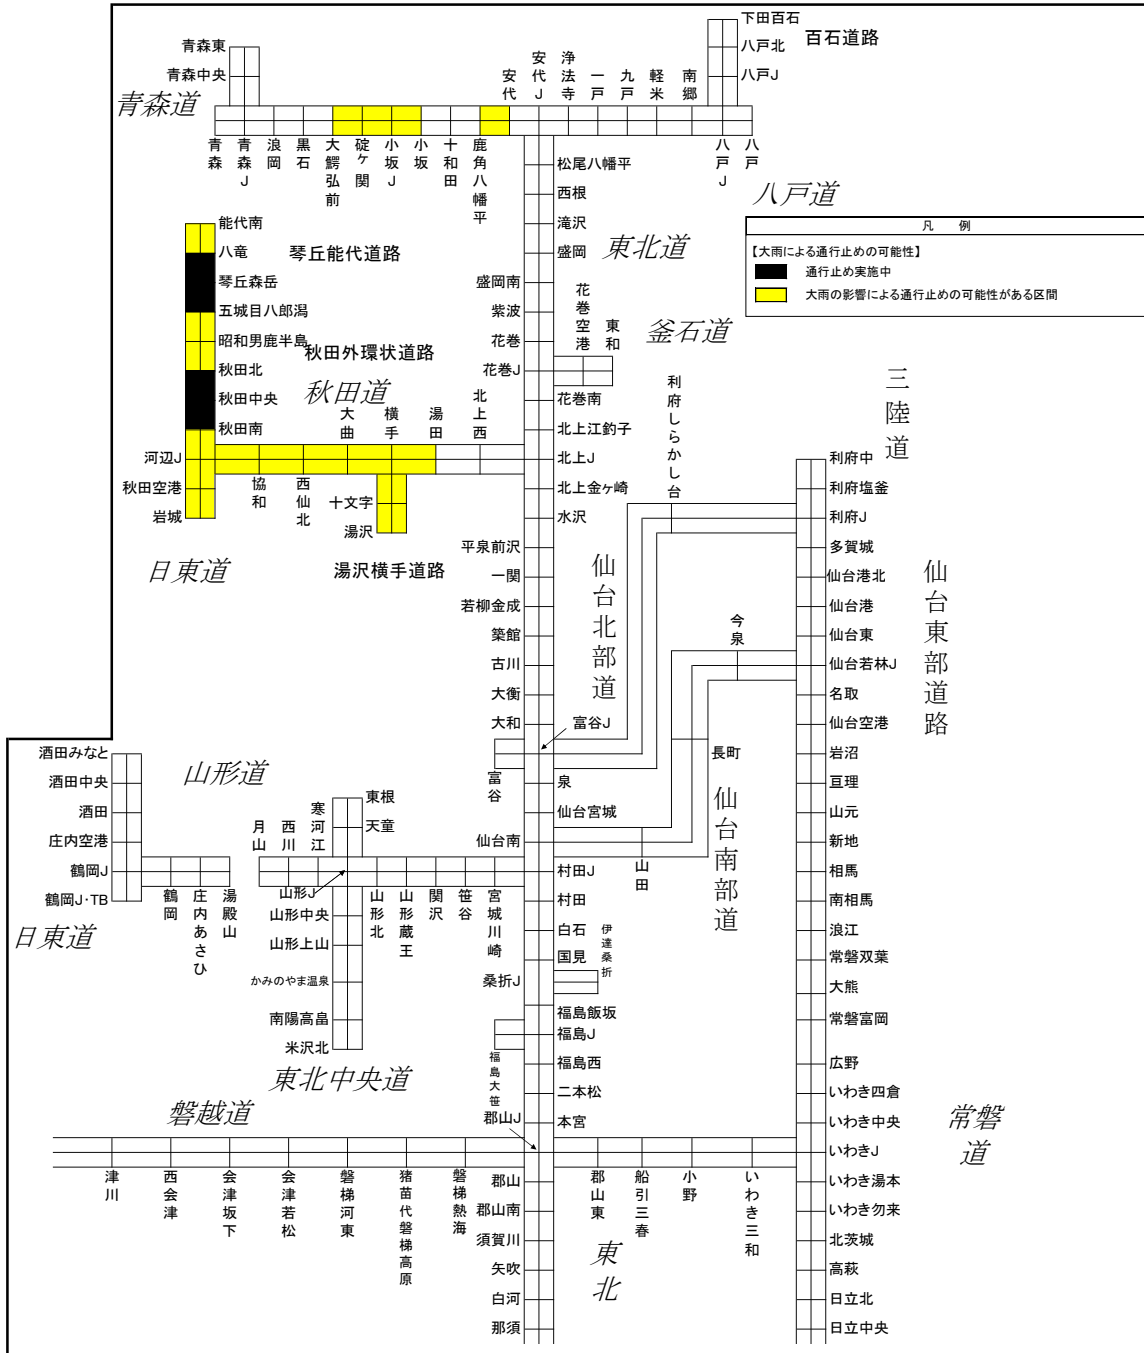 下田百石
百石道路
青森東
八戸北
青森中央
八戸J
青森道
安代
安代J
浄法寺
一戸
九戸
軽米
南郷
青森
青森J
浪岡
黒石
大鰐弘前
碇ケ関
小坂J
小坂
十和田
鹿角八幡平
八戸J
八戸
松尾八幡平
八戸道
西根
能代南
滝沢
八竜
琴丘能代道路
盛岡
東北道
琴丘森岳
盛岡南
五城目八郎潟
紫波
花巻空港
東和
釜石道
昭和男鹿半島
秋田外環状道路
花巻
秋田北
花巻J
秋田道
秋田中央
花巻南
秋田南
大曲
横手
湯田
北上西
北上江釣子
利府しらかし台
三陸道
河辺J
北上J
利府中
秋田空港
協和
西仙北
十文字
北上金ヶ崎
利府塩釜
岩城
湯沢
水沢
利府J
平泉前沢
多賀城
日東道
湯沢横手道路
一関
仙台北部道
仙台港北
仙台東部道路
若柳金成
仙台港
築館
今泉
仙台東
古川
仙台若林J
大衡
名取
大和
富谷J
仙台空港
酒田みなと
長町
岩沼
山形道
酒田中央
富谷
泉
亘理
東根
仙台南部道
酒田
寒河江
仙台宮城
山元
月山
西川
天童
庄内空港
仙台南
新地
鶴岡J
村田J
山田
相馬
鶴岡J・TB
鶴岡
庄内あさひ
湯殿山
山形J
山形北
山形蔵王
関沢
笹谷
宮城川崎
村田
南相馬
山形中央
日東道
白石
伊達桑折
浪江
山形上山
国見
常磐双葉
かみのやま温泉
桑折J
大熊
南陽高畠
福島飯坂
常磐富岡
福島J
米沢北
福島大笹
福島西
広野
東北中央道
二本松
いわき四倉
磐越道
郡山J
本宮
いわき中央
常磐道
いわきJ
津川
西会津
会津坂下
会津若松
磐梯河東
猪苗代磐梯高原
磐梯熱海
郡山
郡山東
船引三春
小野
いわき三和
いわき湯本
郡山南
いわき勿来
須賀川
東北
北茨城
矢吹
高萩
白河
日立北
那須
日立中央
凡　例
【大雨による通行止めの可能性】
通行止め実施中
大雨の影響による通行止めの可能性がある区間